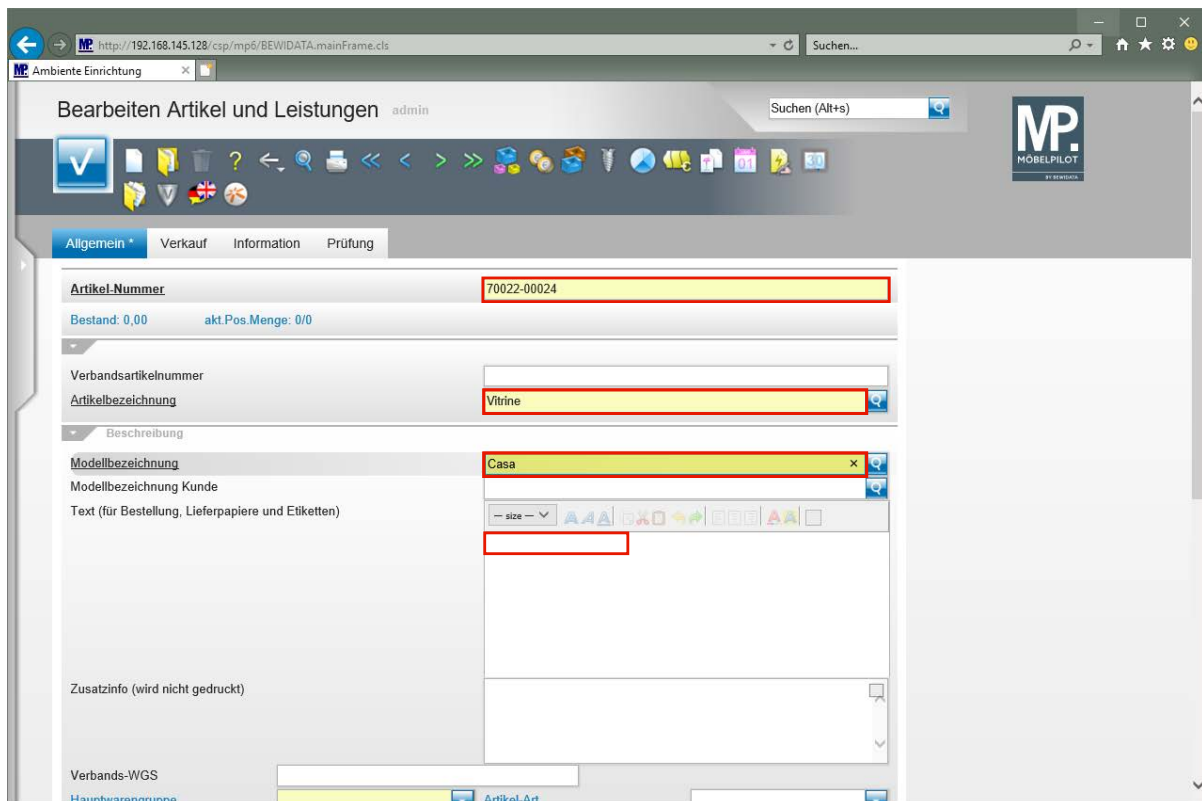 http://192.168.145.128/csp/mp6/BEWIDATA.mainFrame.cls
Suchen...
MP. Ambiente Einrichtung
Bearbeiten Artikel und Leistungen admin
Suchen (Alt+s)
MP.
MÖBELPILOT
BY BEWIDATA
Allgemein * Verkauf Information Prüfung
Artikel-Nummer 70022-00024
Bestand: 0,00 akt.Pos.Menge: 0/0
Verbandsartikelnummer
Artikelbezeichnung Vitrine
Beschreibung
Modellbezeichnung Casa
Modellbezeichnung Kunde
Text (für Bestellung, Lieferpapiere und Etiketten) — size —
Zusatzinfo (wird nicht gedruckt)
Verbands-WGS
Hauptwarengruppe Artikel-Art